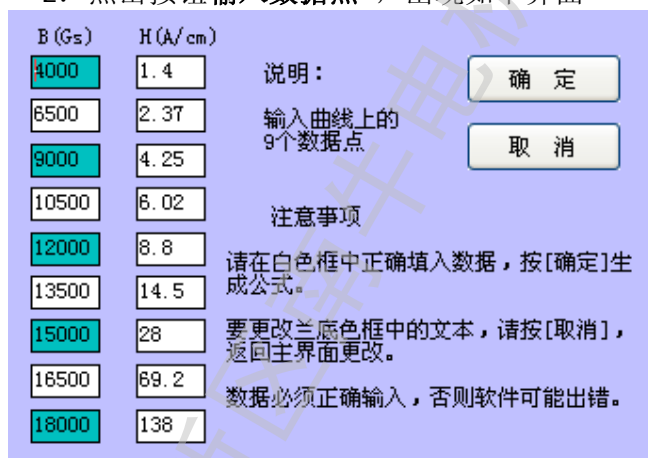 2. 点击按钮输入数据点，出现如下界面
B(Gs) H(A/cm)
4000 1.4
6500 2.37
9000 4.25
10500 6.02
12000 8.8
13500 14.5
15000 28
16500 69.2
18000 138
说明：
输入曲线上的
9个数据点
确 定
取 消
注意事项
请在白色框中正确填入数据，按[确定]生
成公式。
要更改兰底色框中的文本，请按[取消]，
返回主界面更改。
数据必须正确输入，否则软件可能出错。